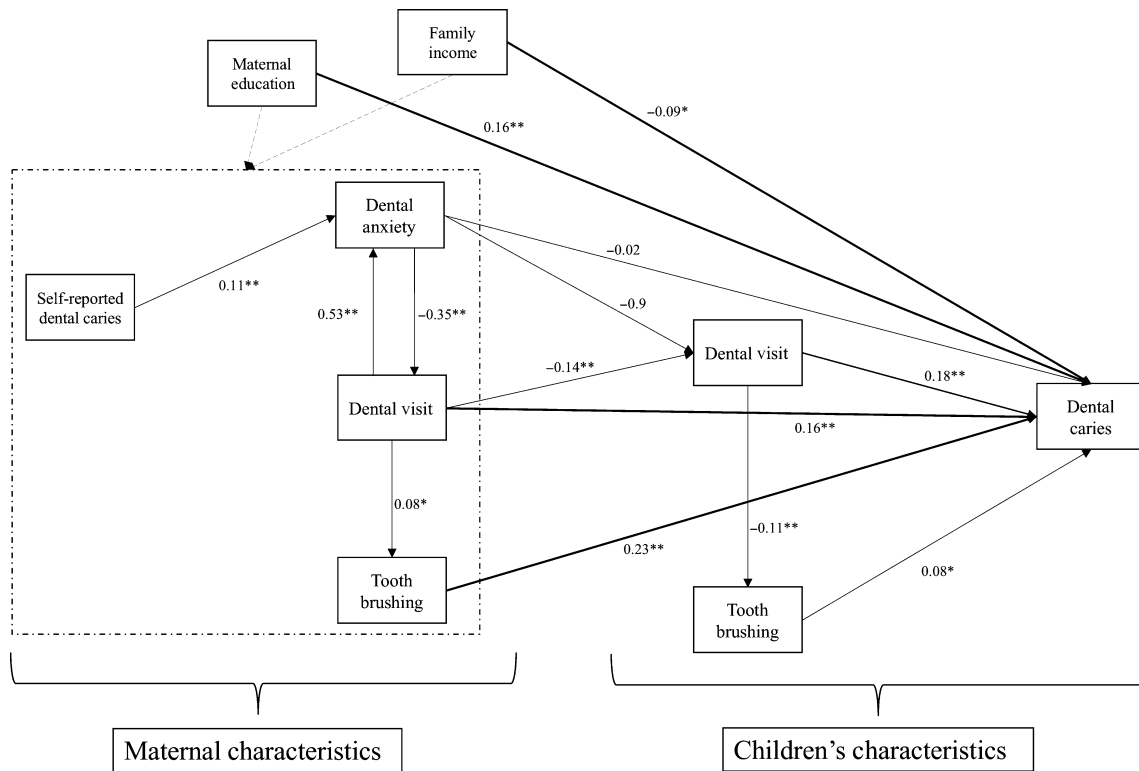 Family
income
Maternal
education
−0.09*
0.16**
Dental
anxiety
−0.02
Self-reported
dental caries
0.11**
0.53**
−0.35**
−0.9
Dental visit
−0.14**
0.18**
Dental visit
0.16**
Dental
caries
0.08*
−0.11**
0.23**
0.08*
Tooth
brushing
Tooth
brushing
Maternal characteristics
Children’s characteristics